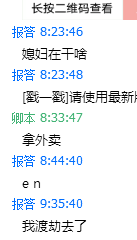 长按二维码查看
报答 8:23:46
媳妇在干啥
报答 8:23:48
[戳一戳]请使用最新版
卿本 8:33:47
拿外卖
报答 8:44:40
e n
报答 9:35:40
我渡劫去了